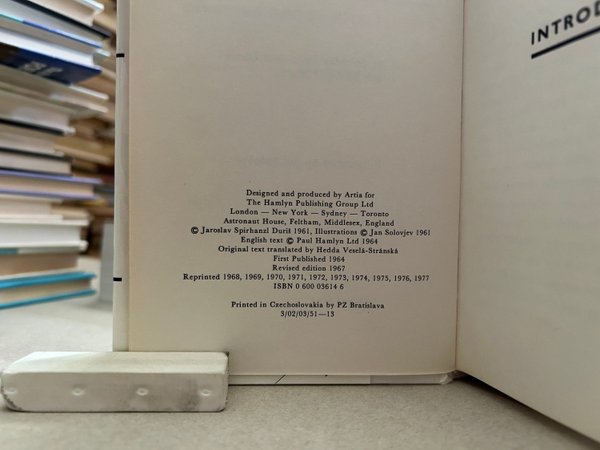 Designed and produced by Artia for
The Hamlyn Publishing Group Ltd
London — New York — Sydney — Toronto
Astronaut House, Feltham, Middlesex, England
© Jaroslav Spirhanzl Duriš 1961, Illustrations © Jan Solovjev 1961
English text © Paul Hamlyn Ltd 1964
Original text translated by Hedda Veselá-Stránská
First Published 1964
Revised edition 1967
Reprinted 1968, 1969, 1970, 1971, 1972, 1973, 1974, 1975, 1976, 1977
ISBN 0 600 03614 6
Printed in Czechoslovakia by PZ Bratislava
3/02/03/51—13
INTROD